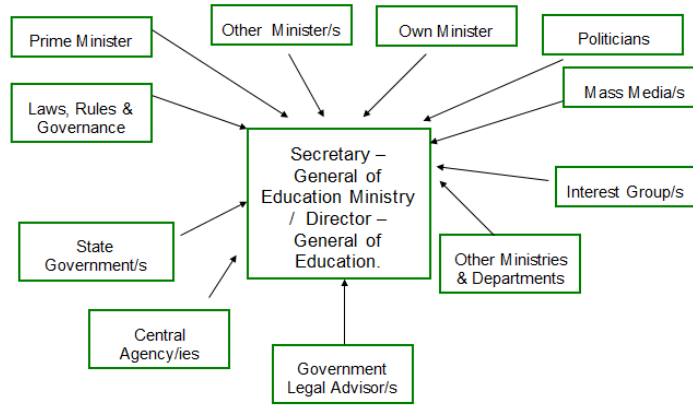 Prime Minister
Other Minister/s
Own Minister
Politicians
Mass Media/s
Laws, Rules &
Governance
Secretary –
General of
Education Ministry
/ Director –
General of
Education.
Interest Group/s
State
Government/s
Other Ministries
& Departments
Central
Agency/ies
Government
Legal Advisor/s